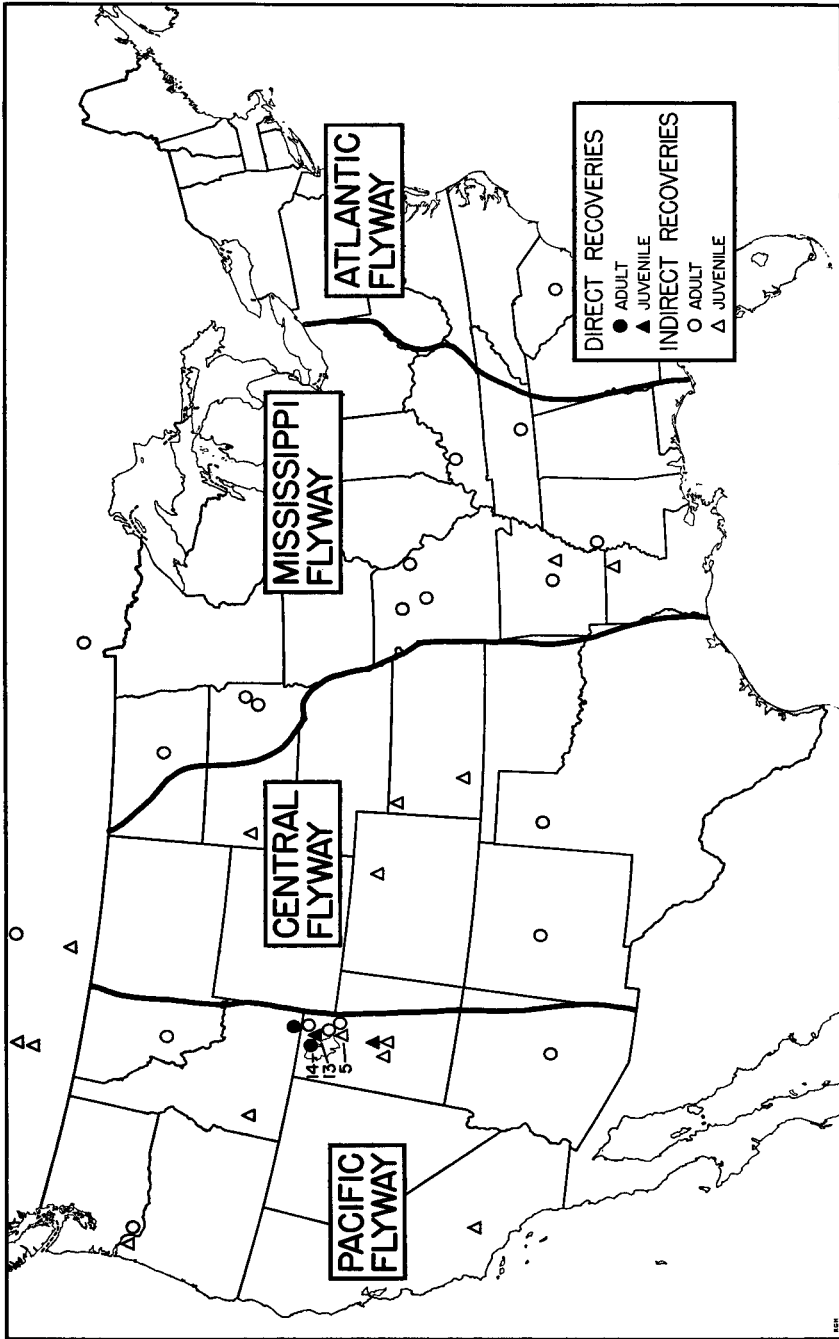 PACIFIC
FLYWAY
CENTRAL
FLYWAY
MISSISSIPPI
FLYWAY
ATLANTIC
FLYWAY
14
13
5
DIRECT RECOVERIES
● ADULT
▲ JUVENILE
INDIRECT RECOVERIES
○ ADULT
△ JUVENILE